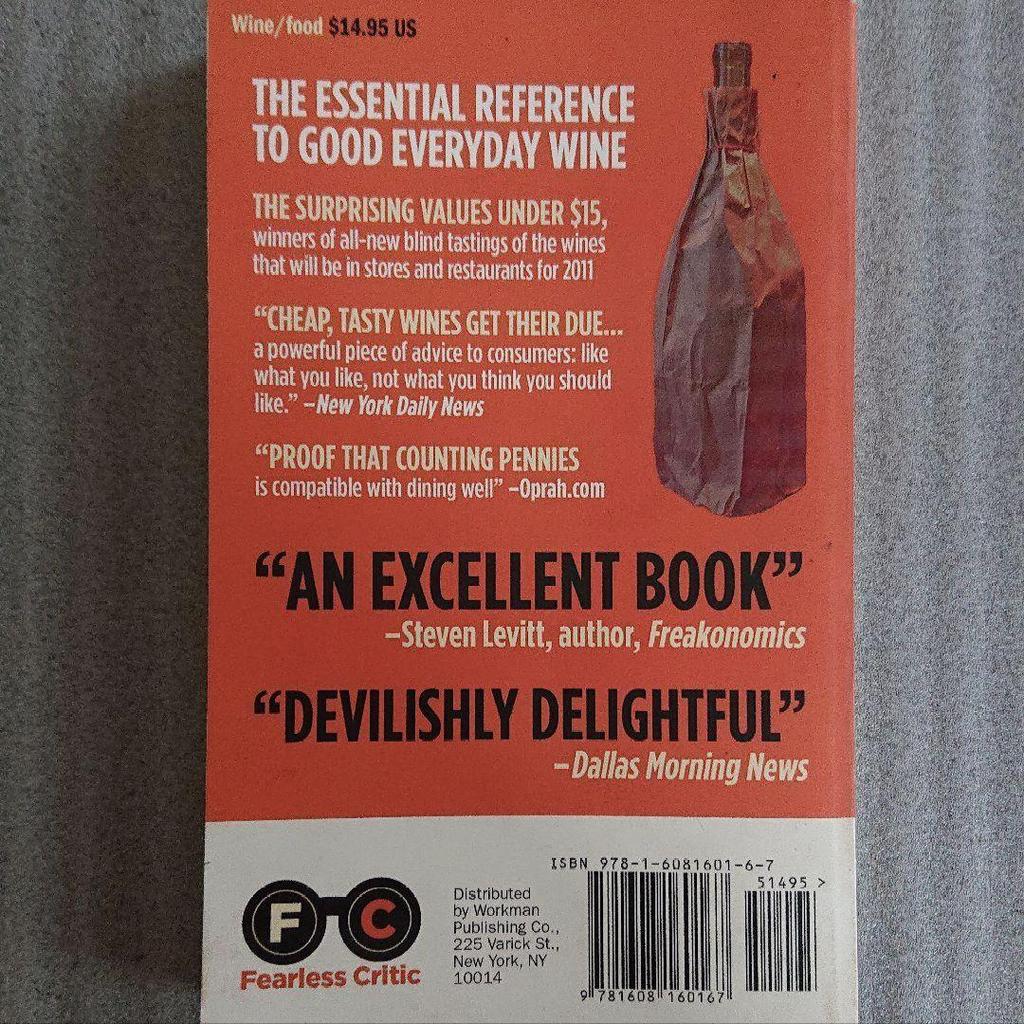 Wine/food $14.95 US
THE ESSENTIAL REFERENCE
TO GOOD EVERYDAY WINE
THE SURPRISING VALUES UNDER $15,
winners of all-new blind tastings of the wines
that will be in stores and restaurants for 2011
“CHEAP, TASTY WINES GET THEIR DUE...
a powerful piece of advice to consumers: like
what you like, not what you think you should
like.” –New York Daily News
“PROOF THAT COUNTING PENNIES
is compatible with dining well” –Oprah.com
“AN EXCELLENT BOOK”
–Steven Levitt, author, Freakonomics
“DEVILISHLY DELIGHTFUL”
–Dallas Morning News
F C
Fearless Critic
Distributed
by Workman
Publishing Co.,
225 Varick St.,
New York, NY
10014
ISBN 978-1-6081601-6-7
51495 >
9 781608 160167